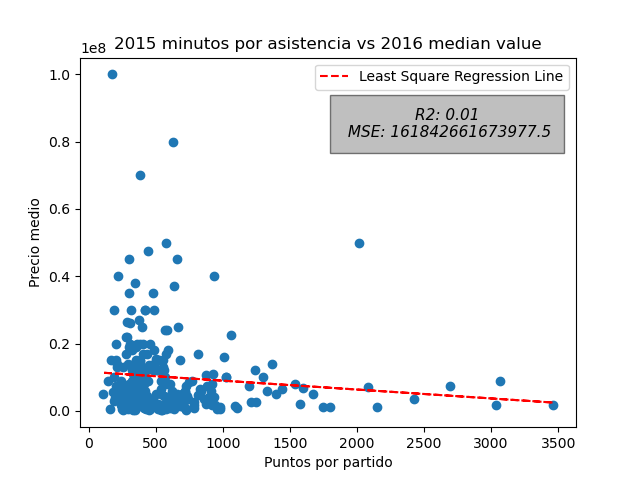 2015 minutos por asistencia vs 2016 median value
1e8
Least Square Regression Line
R2: 0.01
MSE: 161842661673977.5
1.0
0.8
0.6
0.4
0.2
0.0
Precio medio
0 500 1000 1500 2000 2500 3000 3500
Puntos por partido